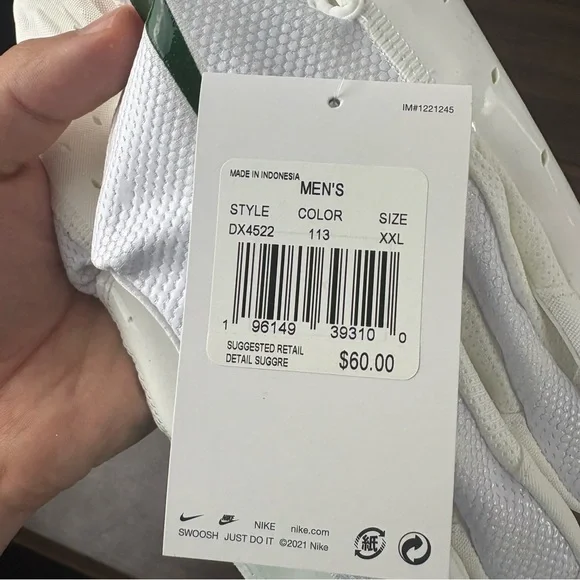 IM#1221245
MADE IN INDONESIA
MEN'S
STYLE COLOR SIZE
DX4522 113 XXL
1 96149 39310 0
SUGGESTED RETAIL
DETAIL SUGGRE $60.00
NIKE nike.com
SWOOSH JUST DO IT ©2021 Nike
紙